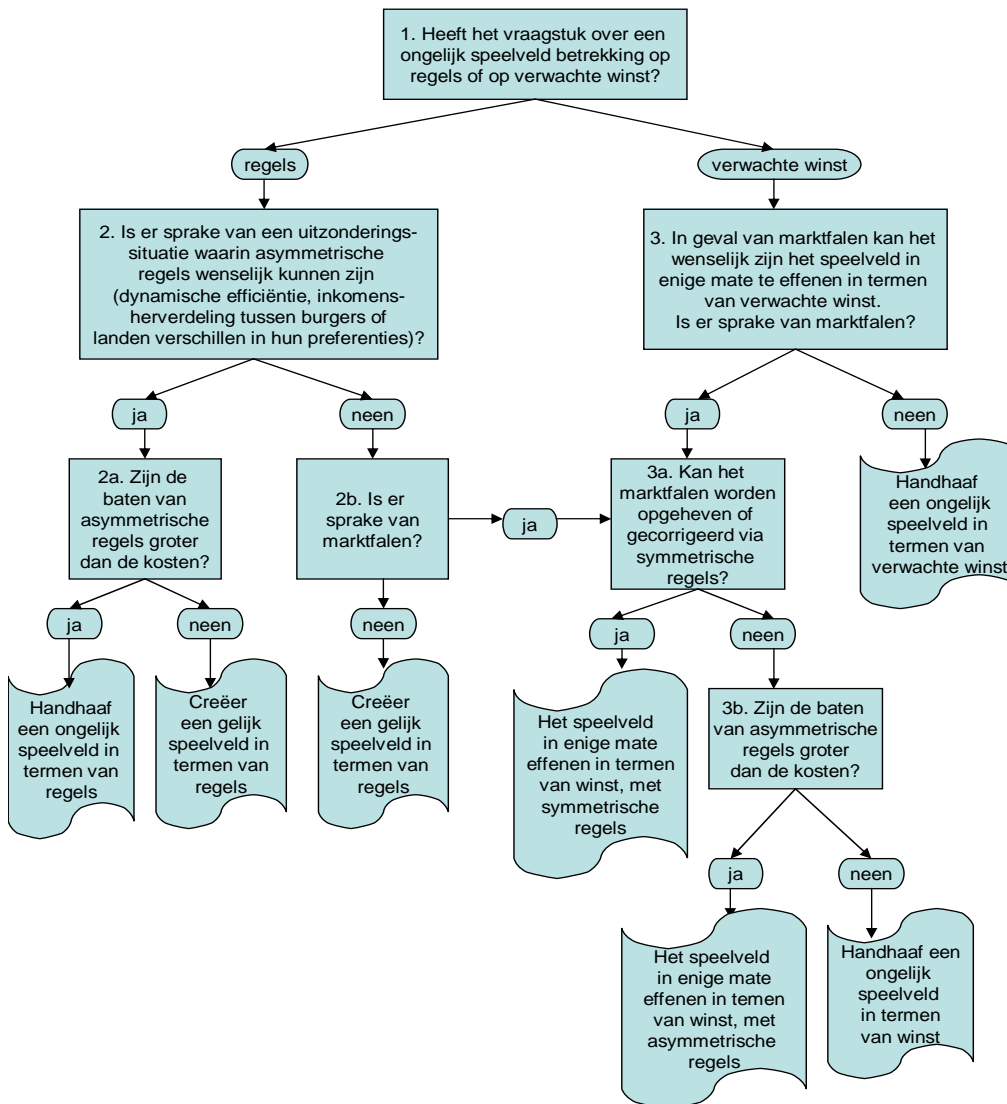 1. Heeft het vraagstuk over een
ongelijk speelveld betrekking op
regels of op verwachte winst?
regels
verwachte winst
2. Is er sprake van een uitzonderings-
situatie waarin asymmetrische
regels wenselijk kunnen zijn
(dynamische efficiëntie, inkomens-
herverdeling tussen burgers of
landen verschillen in hun preferenties)?
3. In geval van marktfalen kan het
wenselijk zijn het speelveld in
enige mate te effenen in termen
van verwachte winst.
Is er sprake van marktfalen?
ja
neen
ja
neen
2a. Zijn de
baten van
asymmetrische
regels groter
dan de kosten?
2b. Is er
sprake van
marktfalen?
ja
3a. Kan het
marktfalen worden
opgeheven of
gecorrigeerd via
symmetrische
regels?
Handhaaf
een ongelijk
speelveld in
termen van
verwachte winst
ja
neen
neen
ja
neen
Handhaaf
een ongelijk
speelveld in
termen van
regels
Creëer
een gelijk
speelveld in
termen van
regels
Creëer
een gelijk
speelveld in
termen van
regels
Het speelveld
in enige mate
effenen in termen
van winst, met
symmetrische
regels
3b. Zijn de baten
van asymmetrische
regels groter
dan de kosten?
ja
neen
Het speelveld
in enige mate
effenen in temen
van winst, met
asymmetrische
regels
Handhaaf een
ongelijk
speelveld
in termen
van winst